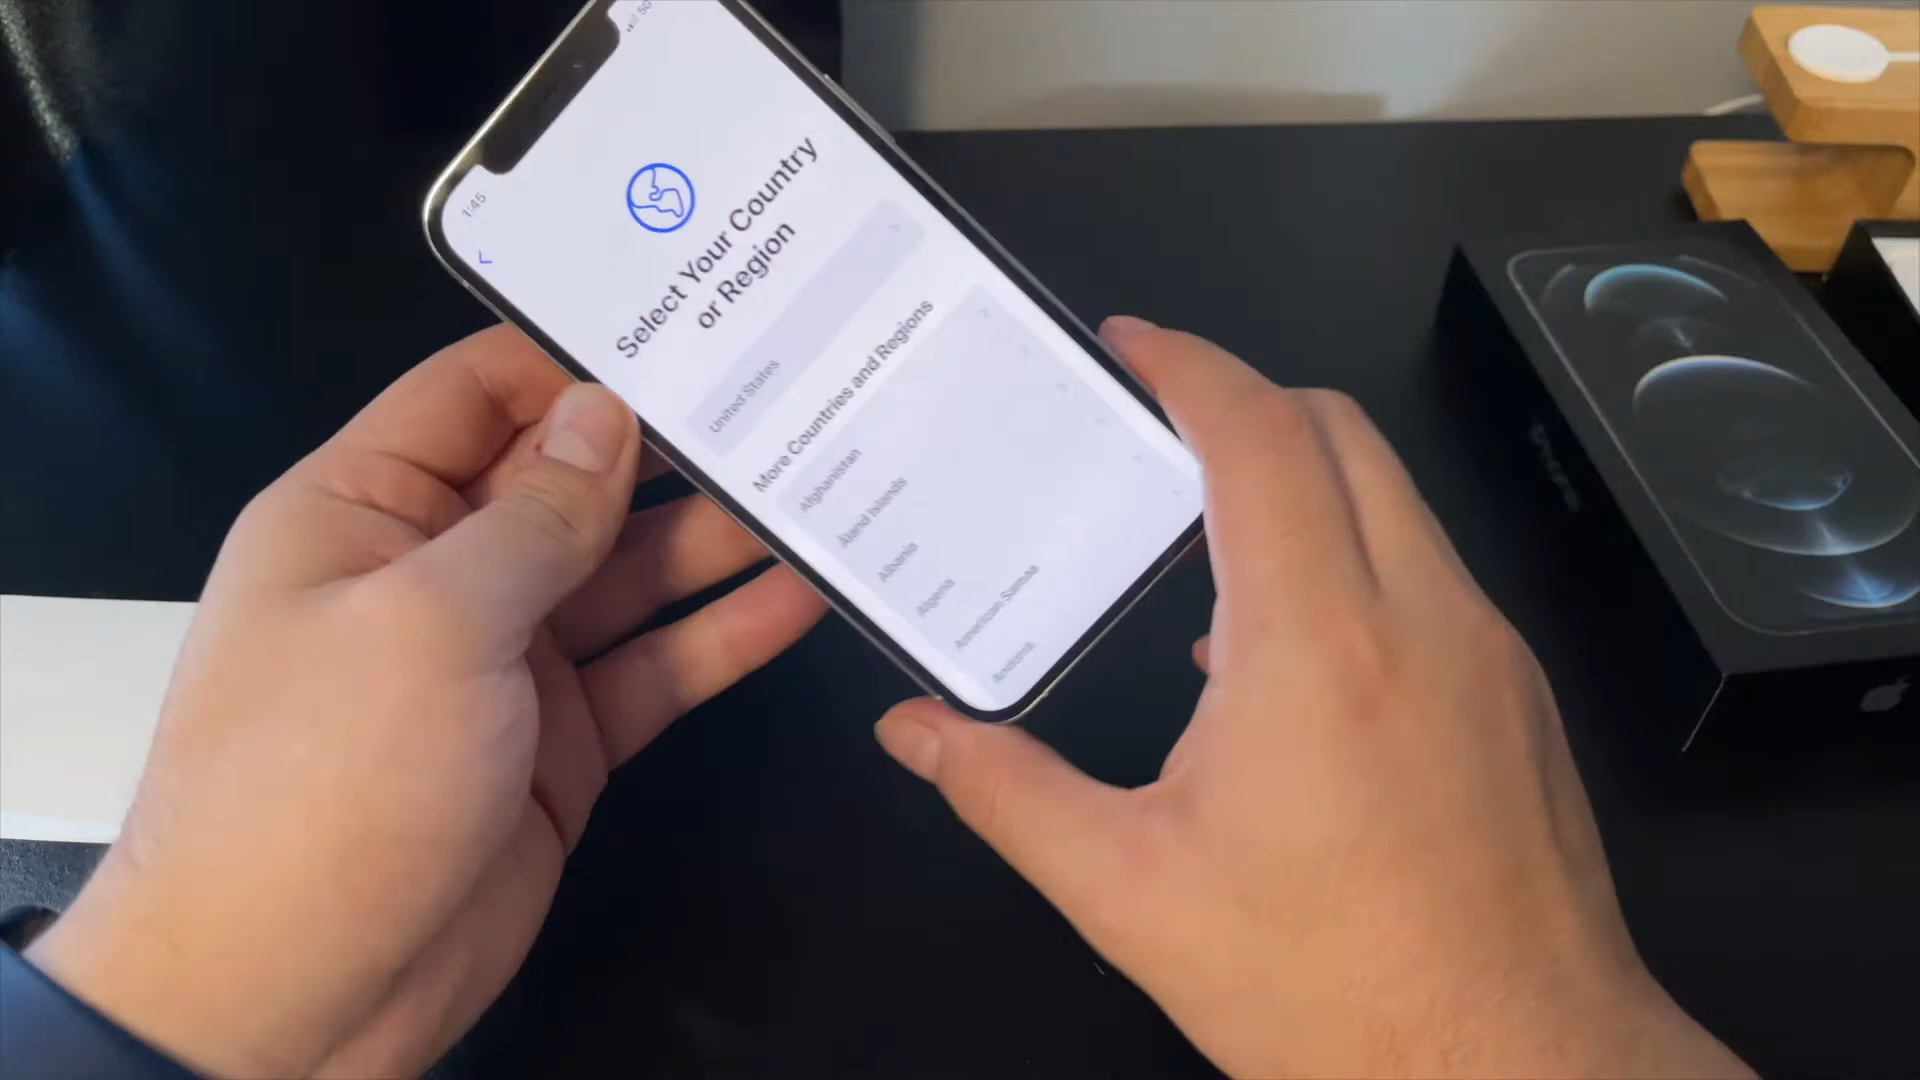 1:45
5G
Select Your Country
or Region
United States
More Countries and Regions
Afghanistan
Åland Islands
Albania
Algeria
American Samoa
Andorra